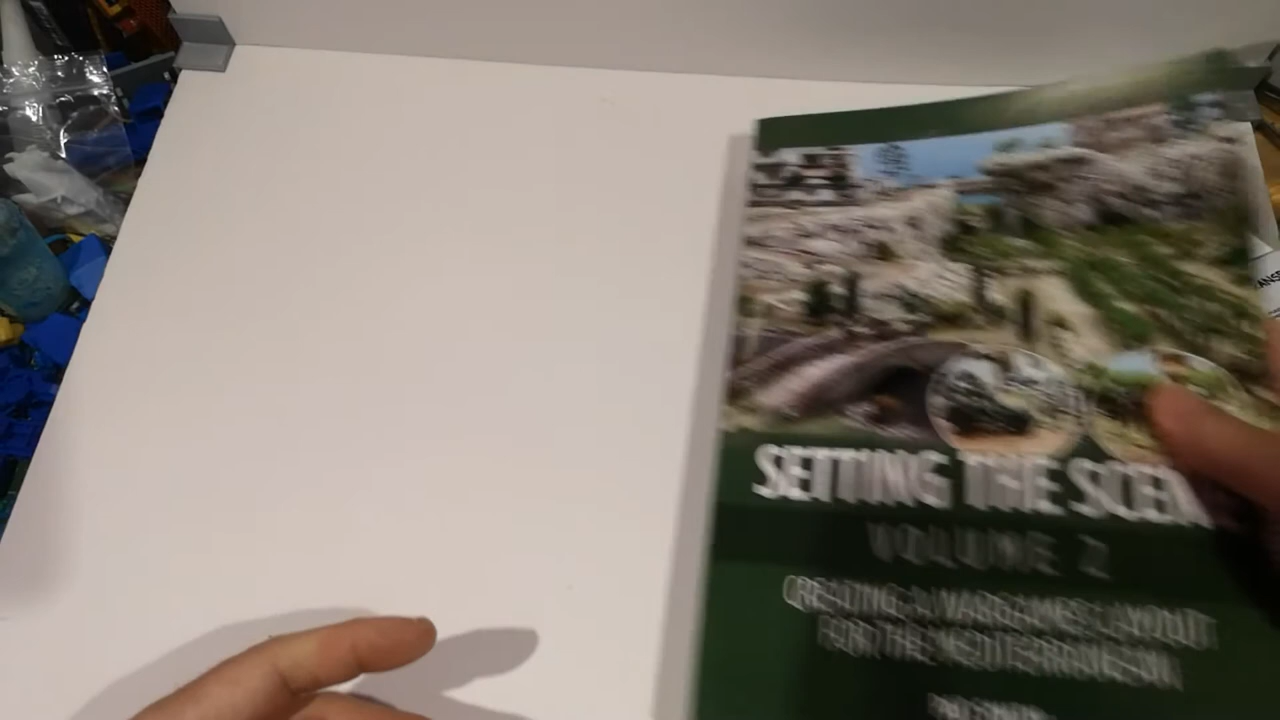 SETTING THE SCEN
VOLUME 2
CREATING A WARGAMES LAYOUT
FOR THE MEDITERRANEAN